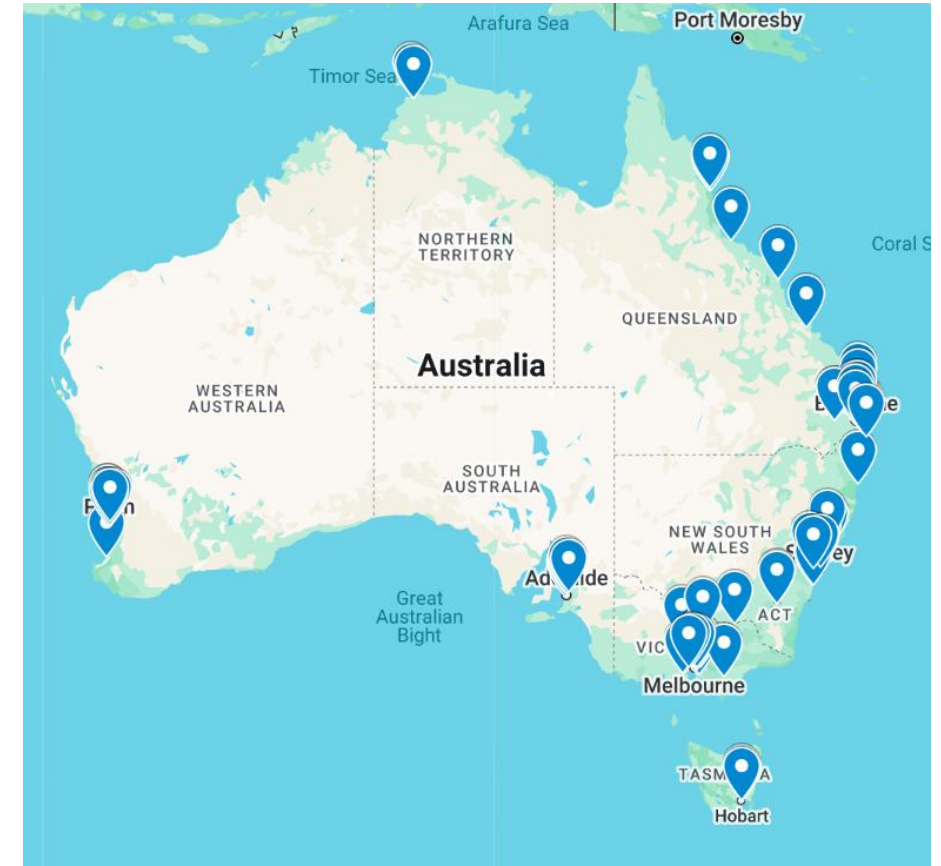 Arafura Sea
Port Moresby
Timor Sea
NORTHERN
TERRITORY
Coral S
QUEENSLAND
Australia
WESTERN
AUSTRALIA
SOUTH
AUSTRALIA
NEW SOUTH
WALES
Great
Australian
Bight
ACT
VIC
Melbourne
Hobart